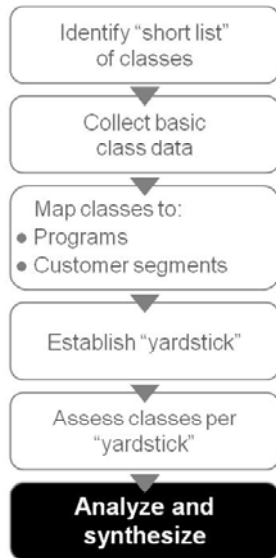 Identify “short list”
of classes
Collect basic
class data
Map classes to:
• Programs
• Customer segments
Establish “yardstick”
Assess classes per
“yardstick”
Analyze and
synthesize